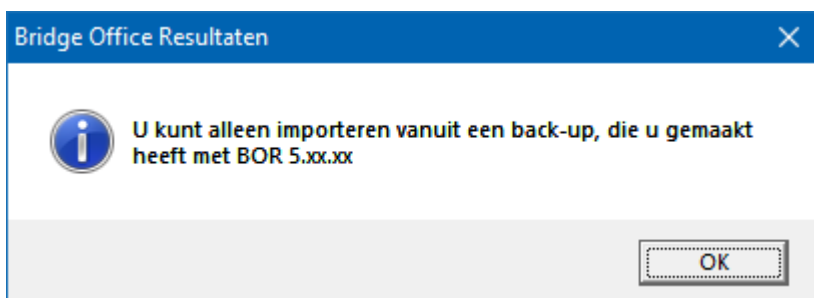 Bridge Office Resultaten
U kunt alleen importeren vanuit een back-up, die u gemaakt
heeft met BOR 5.xx.xx
OK